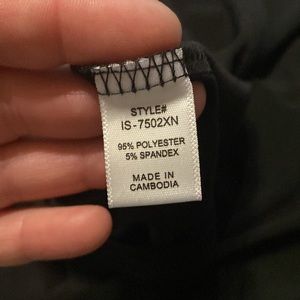 STYLE#
IS-7502XN
95% POLYESTER
5% SPANDEX
MADE IN
CAMBODIA